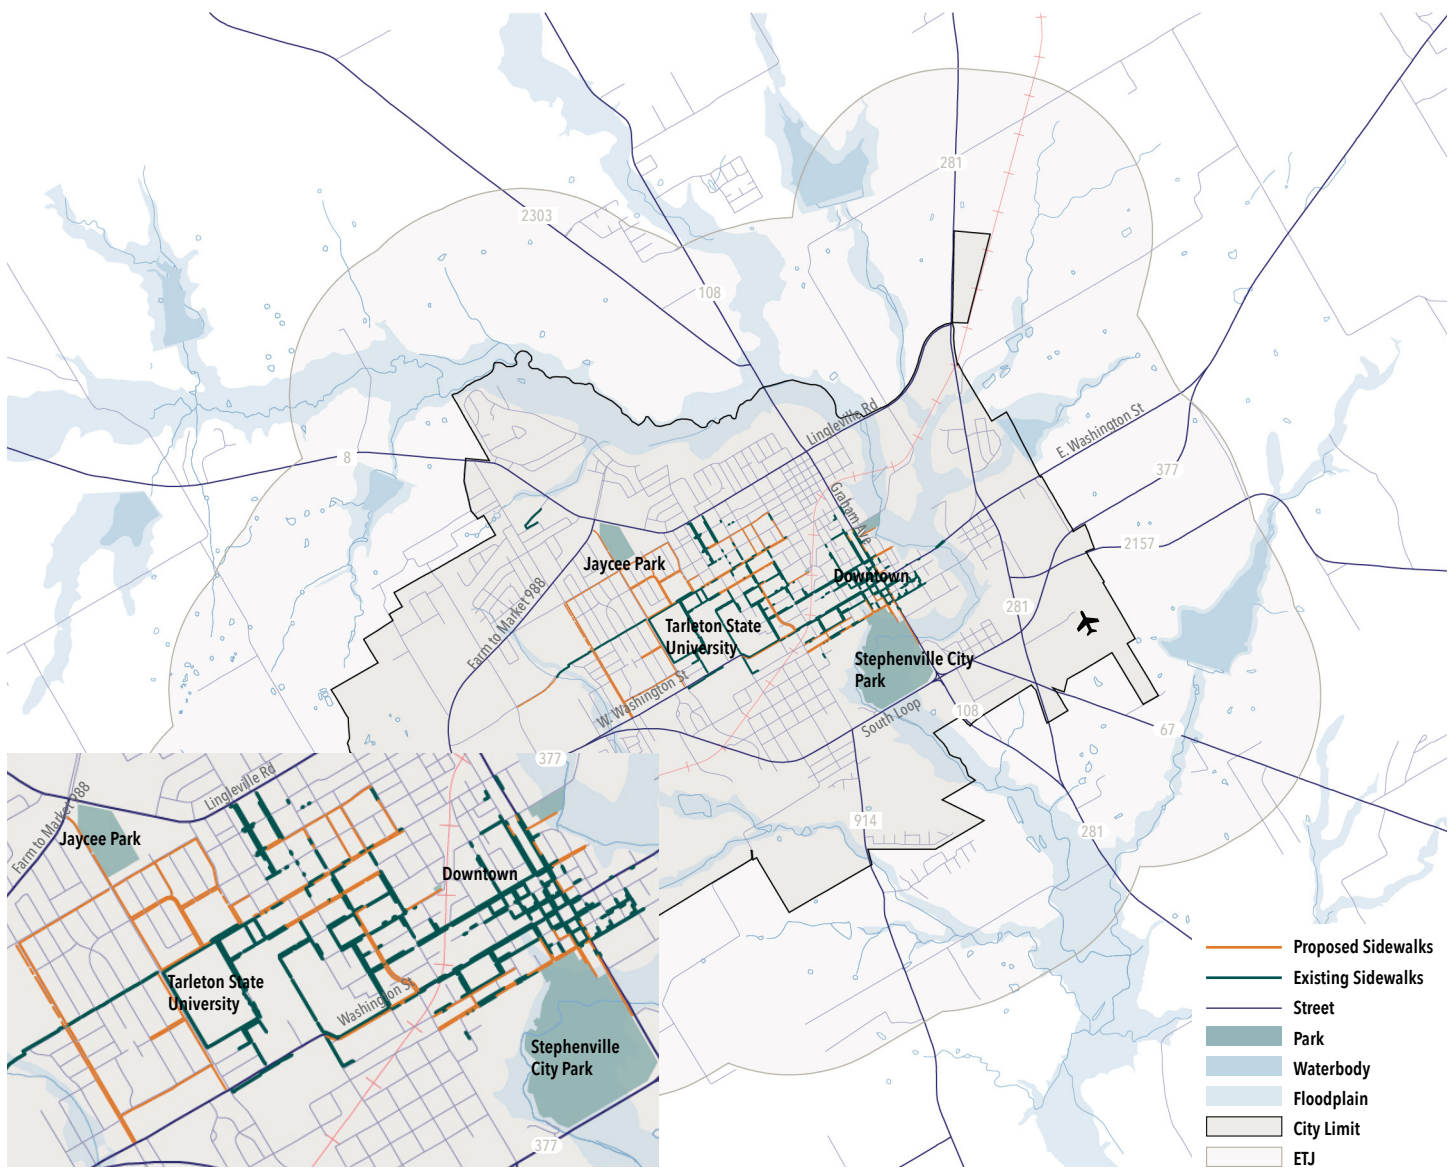 281
2303
108
Lingleville Rd
E. Washington St
8
377
Graham Ave
2157
Jaycee Park
Downtown
Farm to Market 988
281
Tarleton State
University
Stephenville City
Park
W. Washington St
South Loop
108
67
377
914
281
Lingleville Rd
Farm to Market 988
Jaycee Park
Downtown
Tarleton State
University
Washington St
Stephenville
City Park
377
Proposed Sidewalks
Existing Sidewalks
Street
Park
Waterbody
Floodplain
City Limit
ETJ